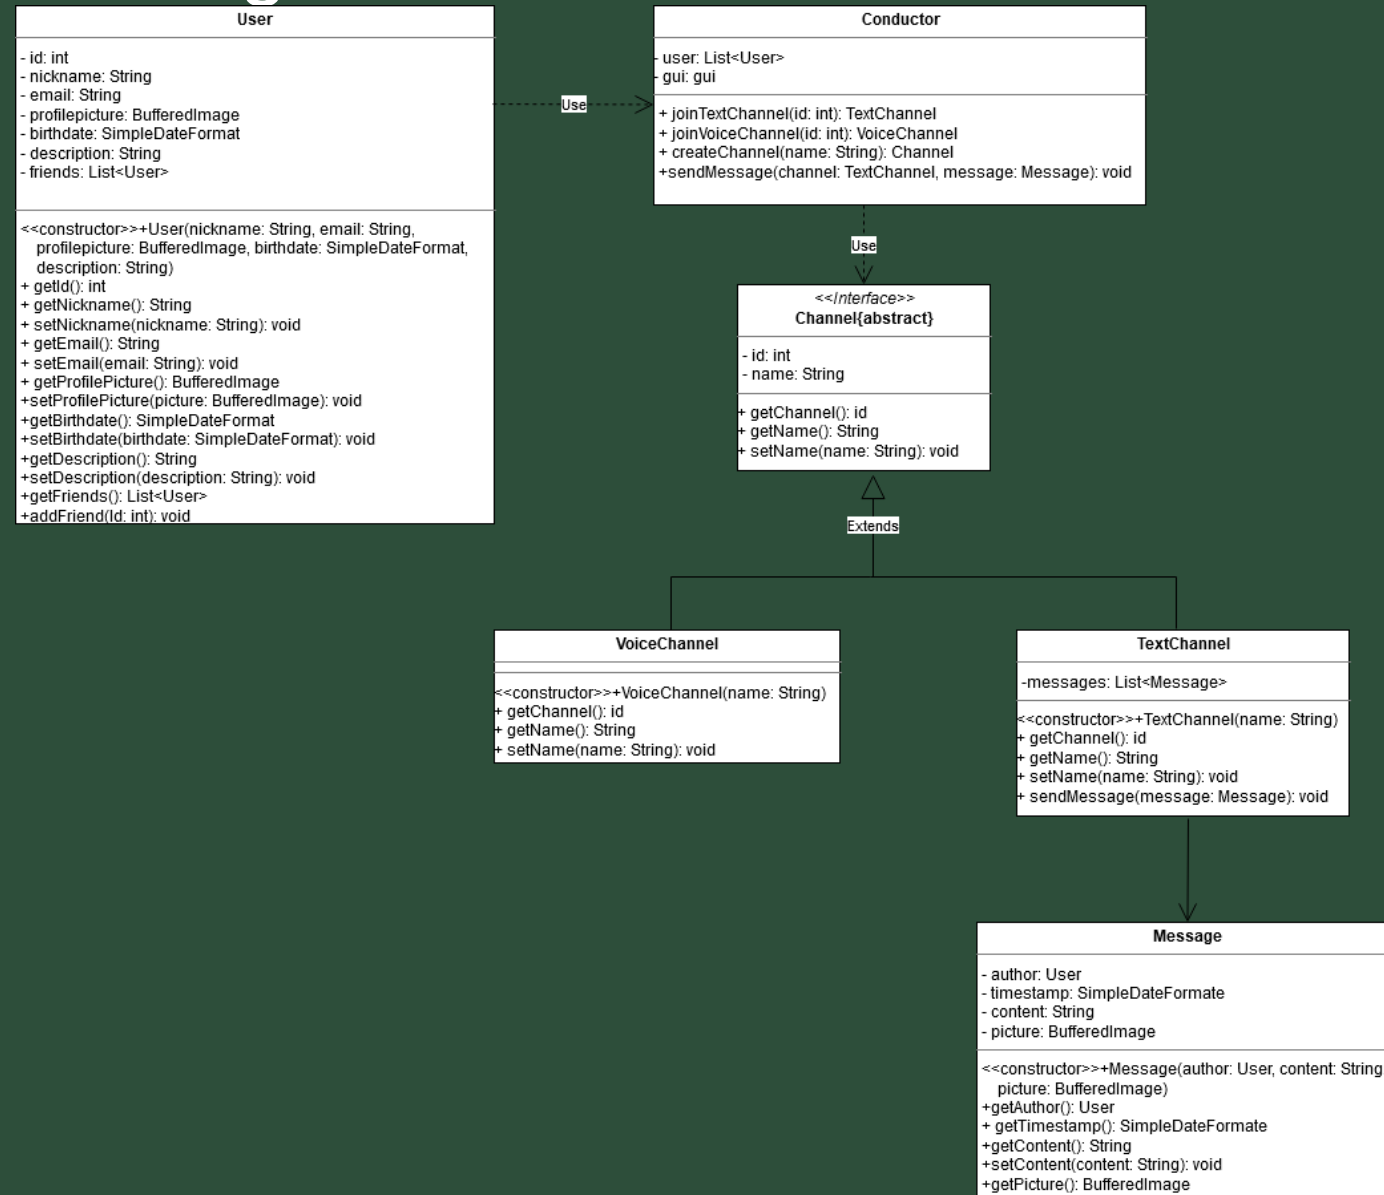 User
- id: int
- nickname: String
- email: String
- profilepicture: BufferedImage
- birthdate: SimpleDateFormat
- description: String
- friends: List<User>
<<constructor>>+User(nickname: String, email: String,
profilepicture: BufferedImage, birthdate: SimpleDateFormat,
description: String)
+ getId(): int
+ getNickname(): String
+ setNickname(nickname: String): void
+ getEmail(): String
+ setEmail(email: String): void
+ getProfilePicture(): BufferedImage
+setProfilePicture(picture: BufferedImage): void
+getBirthdate(): SimpleDateFormat
+setBirthdate(birthdate: SimpleDateFormat): void
+getDescription(): String
+setDescription(description: String): void
+getFriends(): List<User>
+addFriend(Id: int): void
Use
Conductor
- user: List<User>
- gui: gui
+ joinTextChannel(id: int): TextChannel
+ joinVoiceChannel(id: int): VoiceChannel
+ createChannel(name: String): Channel
+sendMessage(channel: TextChannel, message: Message): void
Use
<<Interface>>
Channel{abstract}
- id: int
- name: String
+ getChannel(): id
+ getName(): String
+ setName(name: String): void
Extends
VoiceChannel
<<constructor>>+VoiceChannel(name: String)
+ getChannel(): id
+ getName(): String
+ setName(name: String): void
TextChannel
-messages: List<Message>
<<constructor>>+TextChannel(name: String)
+ getChannel(): id
+ getName(): String
+ setName(name: String): void
+ sendMessage(message: Message): void
Message
- author: User
- timestamp: SimpleDateFormate
- content: String
- picture: BufferedImage
<<constructor>>+Message(author: User, content: String
picture: BufferedImage)
+getAuthor(): User
+ getTimestamp(): SimpleDateFormate
+getContent(): String
+setContent(content: String): void
+getPicture(): BufferedImage